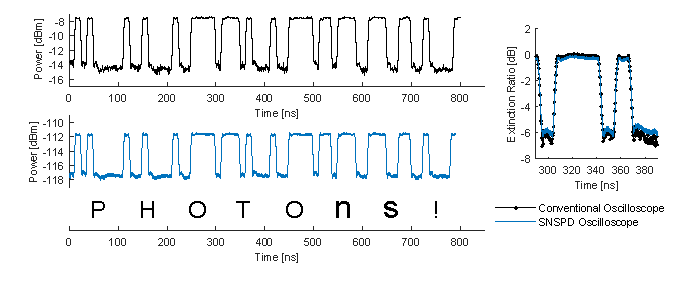 Power [dBm]
-8
-10
-12
-14
-16
0 100 200 300 400 500 600 700 800
Time [ns]
Power [dBm]
-110
-112
-114
-116
-118
P H O T O n s !
0 100 200 300 400 500 600 700 800
Time [ns]
Extinction Ratio [dB]
2
0
-2
-4
-6
-8
300 320 340 360 380
Time [ns]
Conventional Oscilloscope
SNSPD Oscilloscope